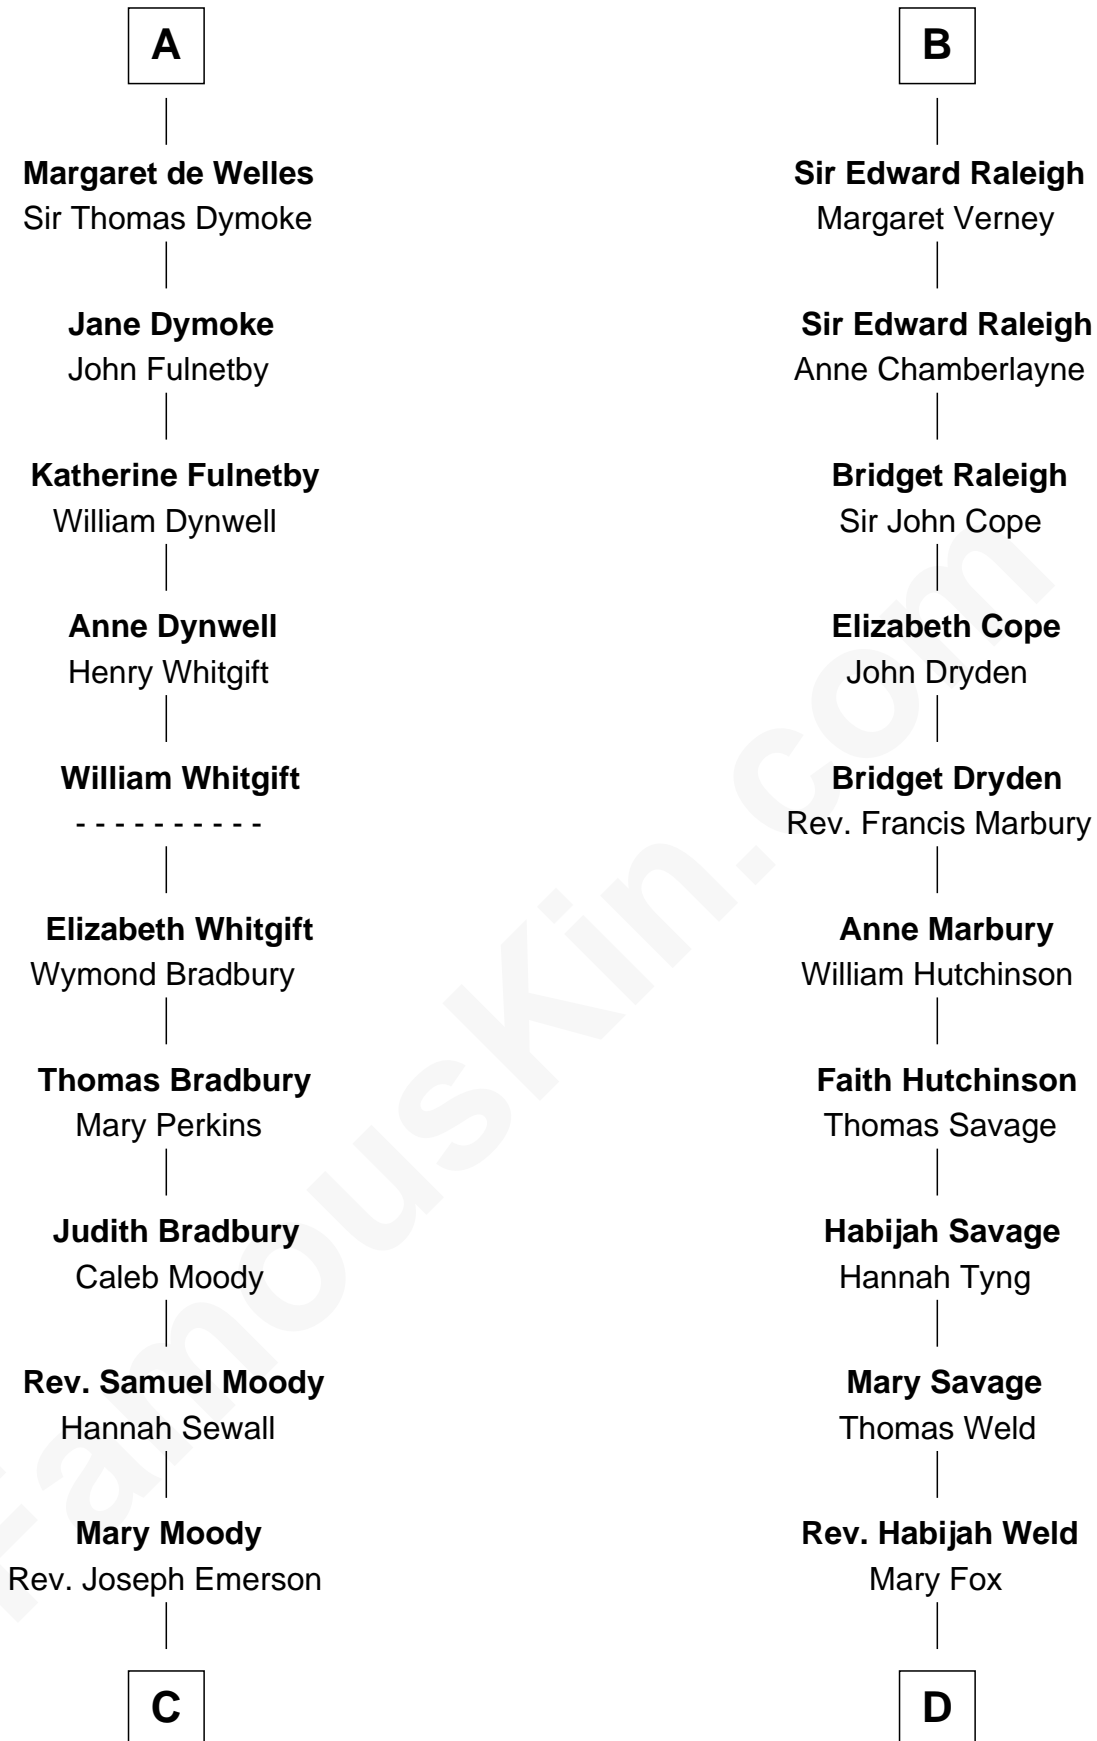 A
Margaret de Welles
Sir Thomas Dymoke
Jane Dymoke
John Fulnetby
Katherine Fulnetby
William Dynwell
Anne Dynwell
Henry Whitgift
William Whitgift
- - - - - - - - - -
Elizabeth Whitgift
Wymond Bradbury
Thomas Bradbury
Mary Perkins
Judith Bradbury
Caleb Moody
Rev. Samuel Moody
Hannah Sewall
Mary Moody
Rev. Joseph Emerson
C
B
Sir Edward Raleigh
Margaret Verney
Sir Edward Raleigh
Anne Chamberlayne
Bridget Raleigh
Sir John Cope
Elizabeth Cope
John Dryden
Bridget Dryden
Rev. Francis Marbury
Anne Marbury
William Hutchinson
Faith Hutchinson
Thomas Savage
Habijah Savage
Hannah Tyng
Mary Savage
Thomas Weld
Rev. Habijah Weld
Mary Fox
D
FamousKin.com